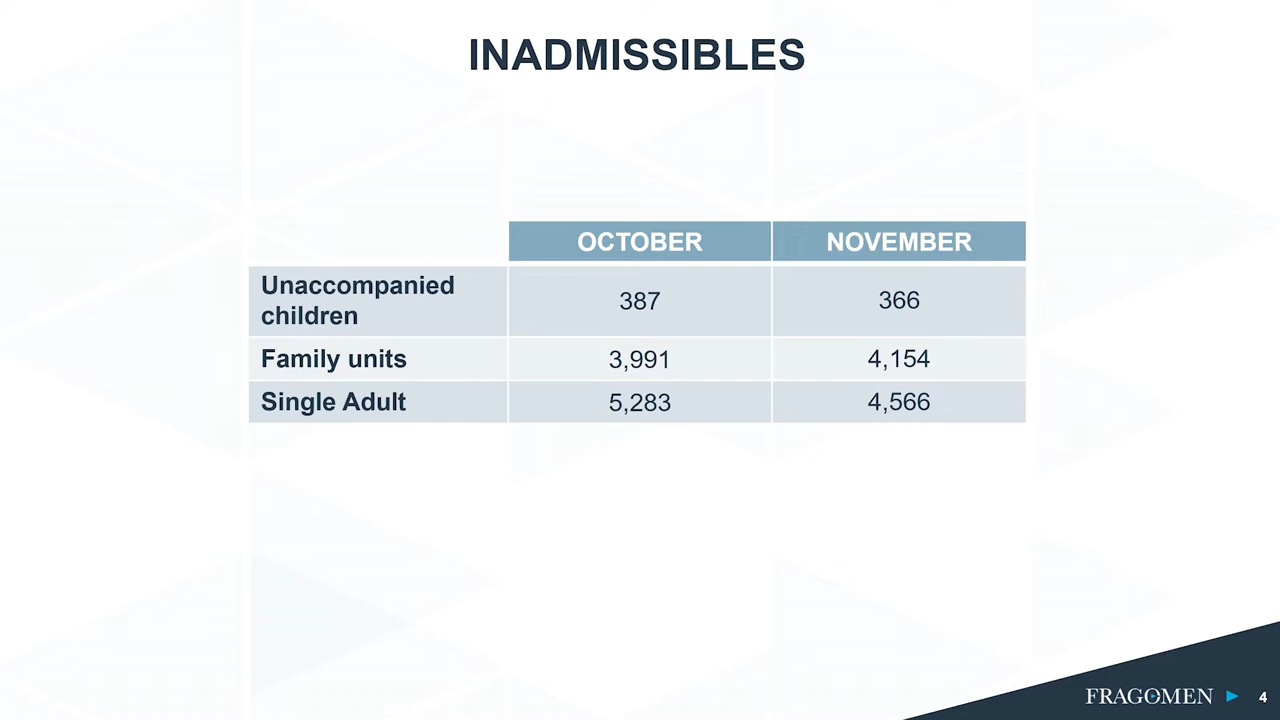 INADMISSIBLES
OCTOBER NOVEMBER
Unaccompanied
children 387 366
Family units 3,991 4,154
Single Adult 5,283 4,566
FRAGOMEN 4